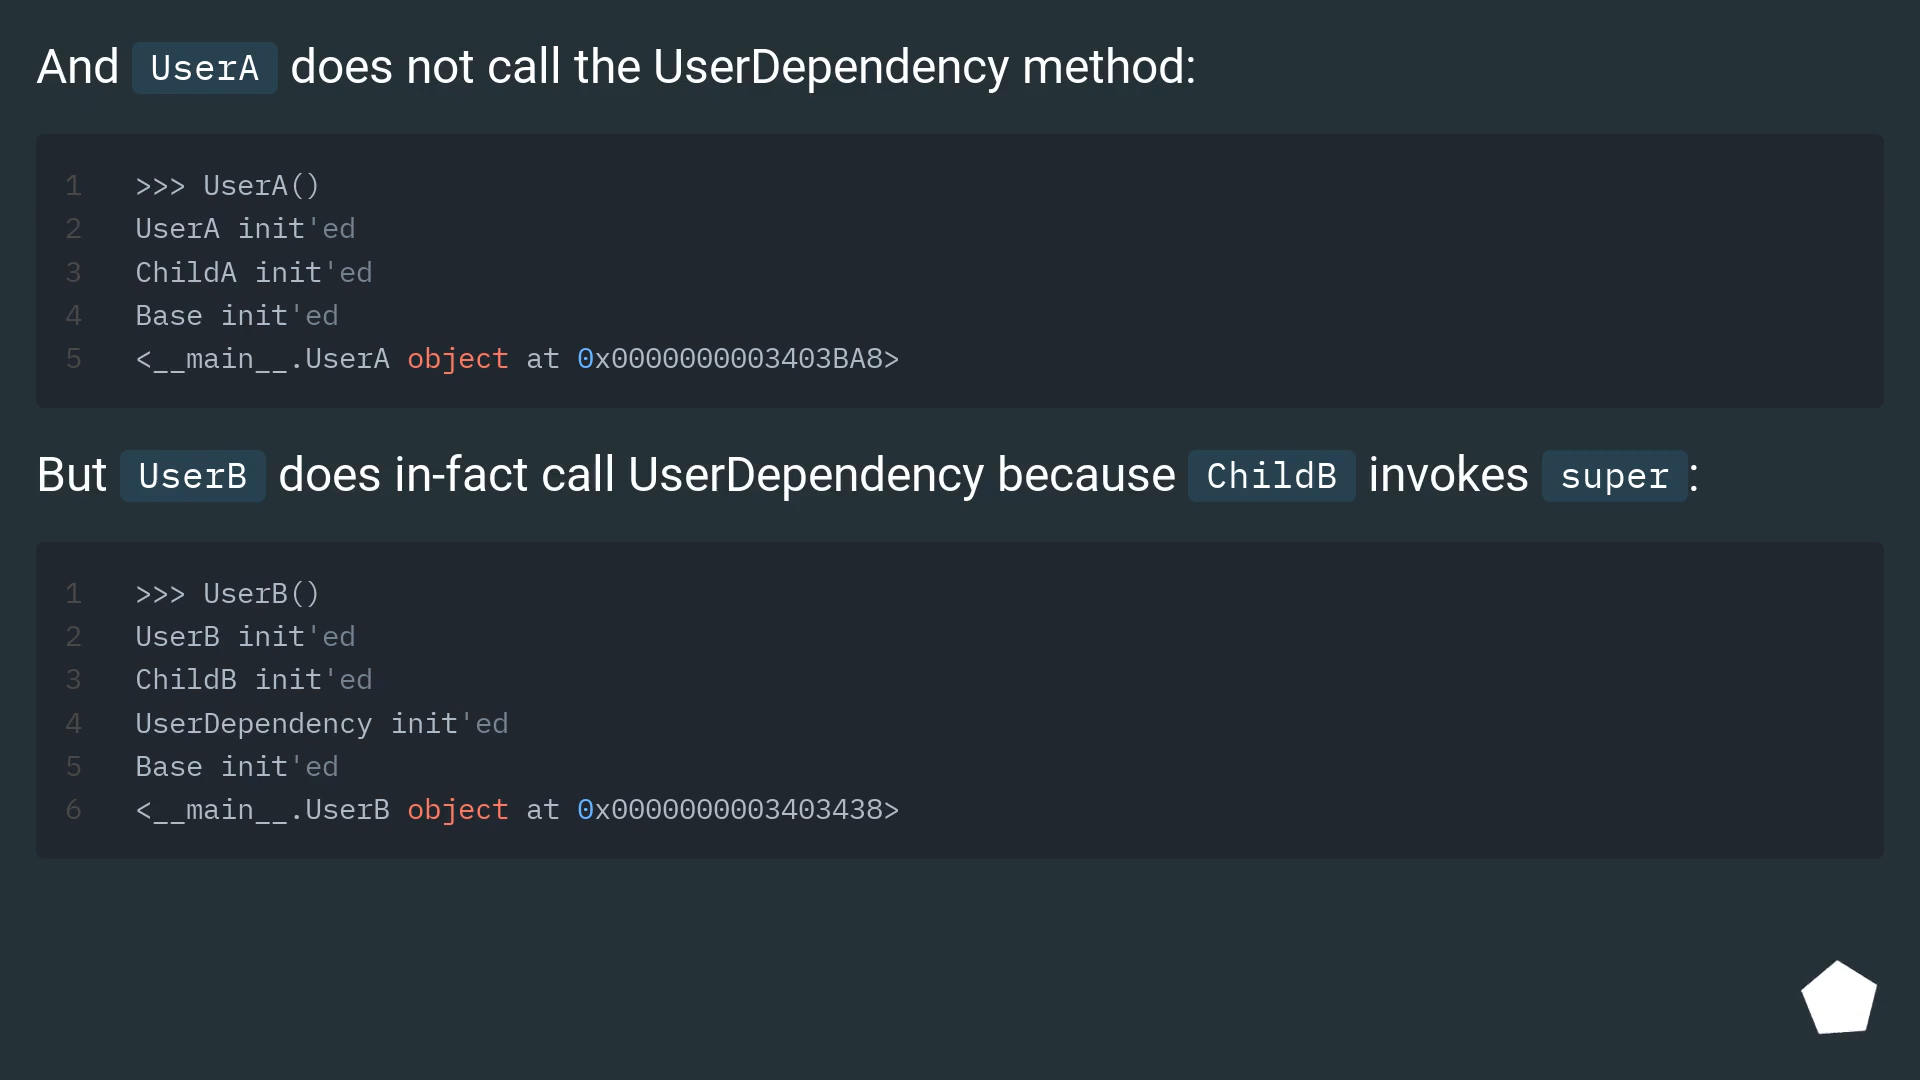 And UserA does not call the UserDependency method:
1 >>> UserA()
2 UserA init'ed
3 ChildA init'ed
4 Base init'ed
5 <__main__.UserA object at 0x0000000003403BA8>
But UserB does in-fact call UserDependency because ChildB invokes super:
1 >>> UserB()
2 UserB init'ed
3 ChildB init'ed
4 UserDependency init'ed
5 Base init'ed
6 <__main__.UserB object at 0x0000000003403438>